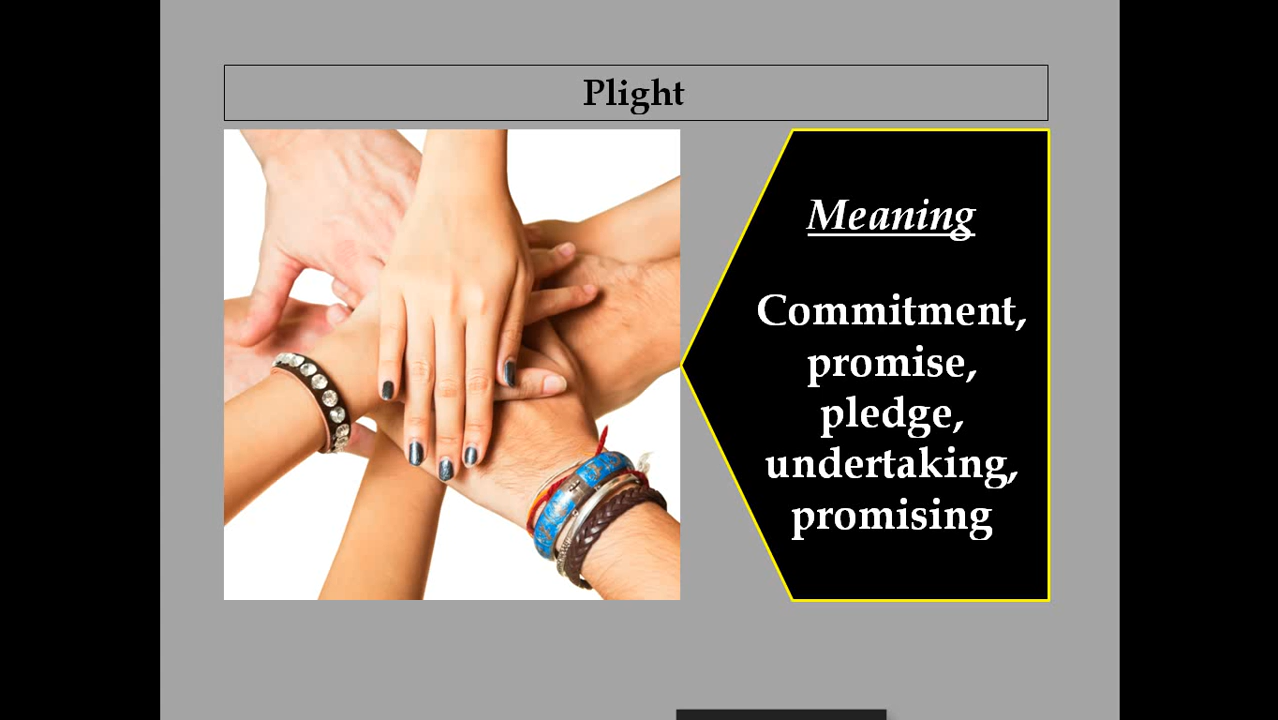 Plight
Meaning
Commitment,
promise,
pledge,
undertaking,
promising